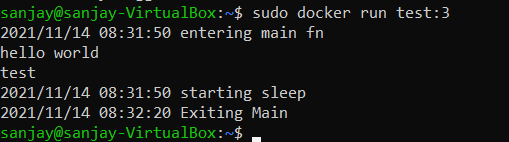 sanjay@sanjay-VirtualBox:~$ sudo docker run test:3
2021/11/14 08:31:50 entering main fn
hello world
test
2021/11/14 08:31:50 starting sleep
2021/11/14 08:32:20 Exiting Main
sanjay@sanjay-VirtualBox:~$